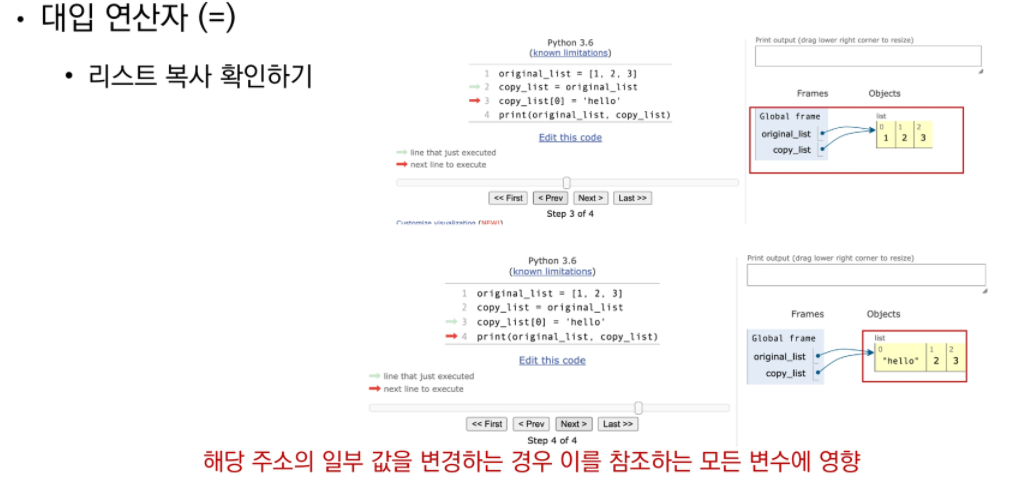 • 대입 연산자 (=)
• 리스트 복사 확인하기
Python 3.6
(known limitations)
1 original_list = [1, 2, 3]
2 copy_list = original_list
3 copy_list[0] = 'hello'
4 print(original_list, copy_list)
Edit this code
line that just executed
next line to execute
<< First < Prev Next > Last >>
Step 3 of 4
Customize visualization (NEW!)
Print output (drag lower right corner to resize)
Frames Objects
Global frame
original_list
copy_list
list
0 1 2
1 2 3
Python 3.6
(known limitations)
1 original_list = [1, 2, 3]
2 copy_list = original_list
3 copy_list[0] = 'hello'
4 print(original_list, copy_list)
Edit this code
line that just executed
next line to execute
<< First < Prev Next > Last >>
Step 4 of 4
Print output (drag lower right corner to resize)
Frames Objects
Global frame
original_list
copy_list
list
0 1 2
"hello" 2 3
해당 주소의 일부 값을 변경하는 경우 이를 참조하는 모든 변수에 영향